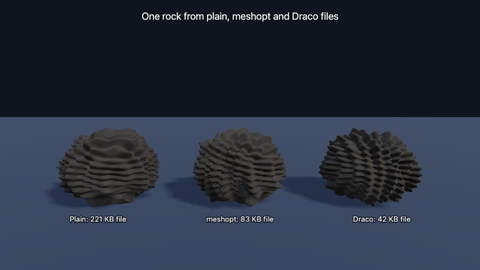 One rock from plain, meshopt and Draco files
Plain: 221 KB file
meshopt: 83 KB file
Draco: 42 KB file